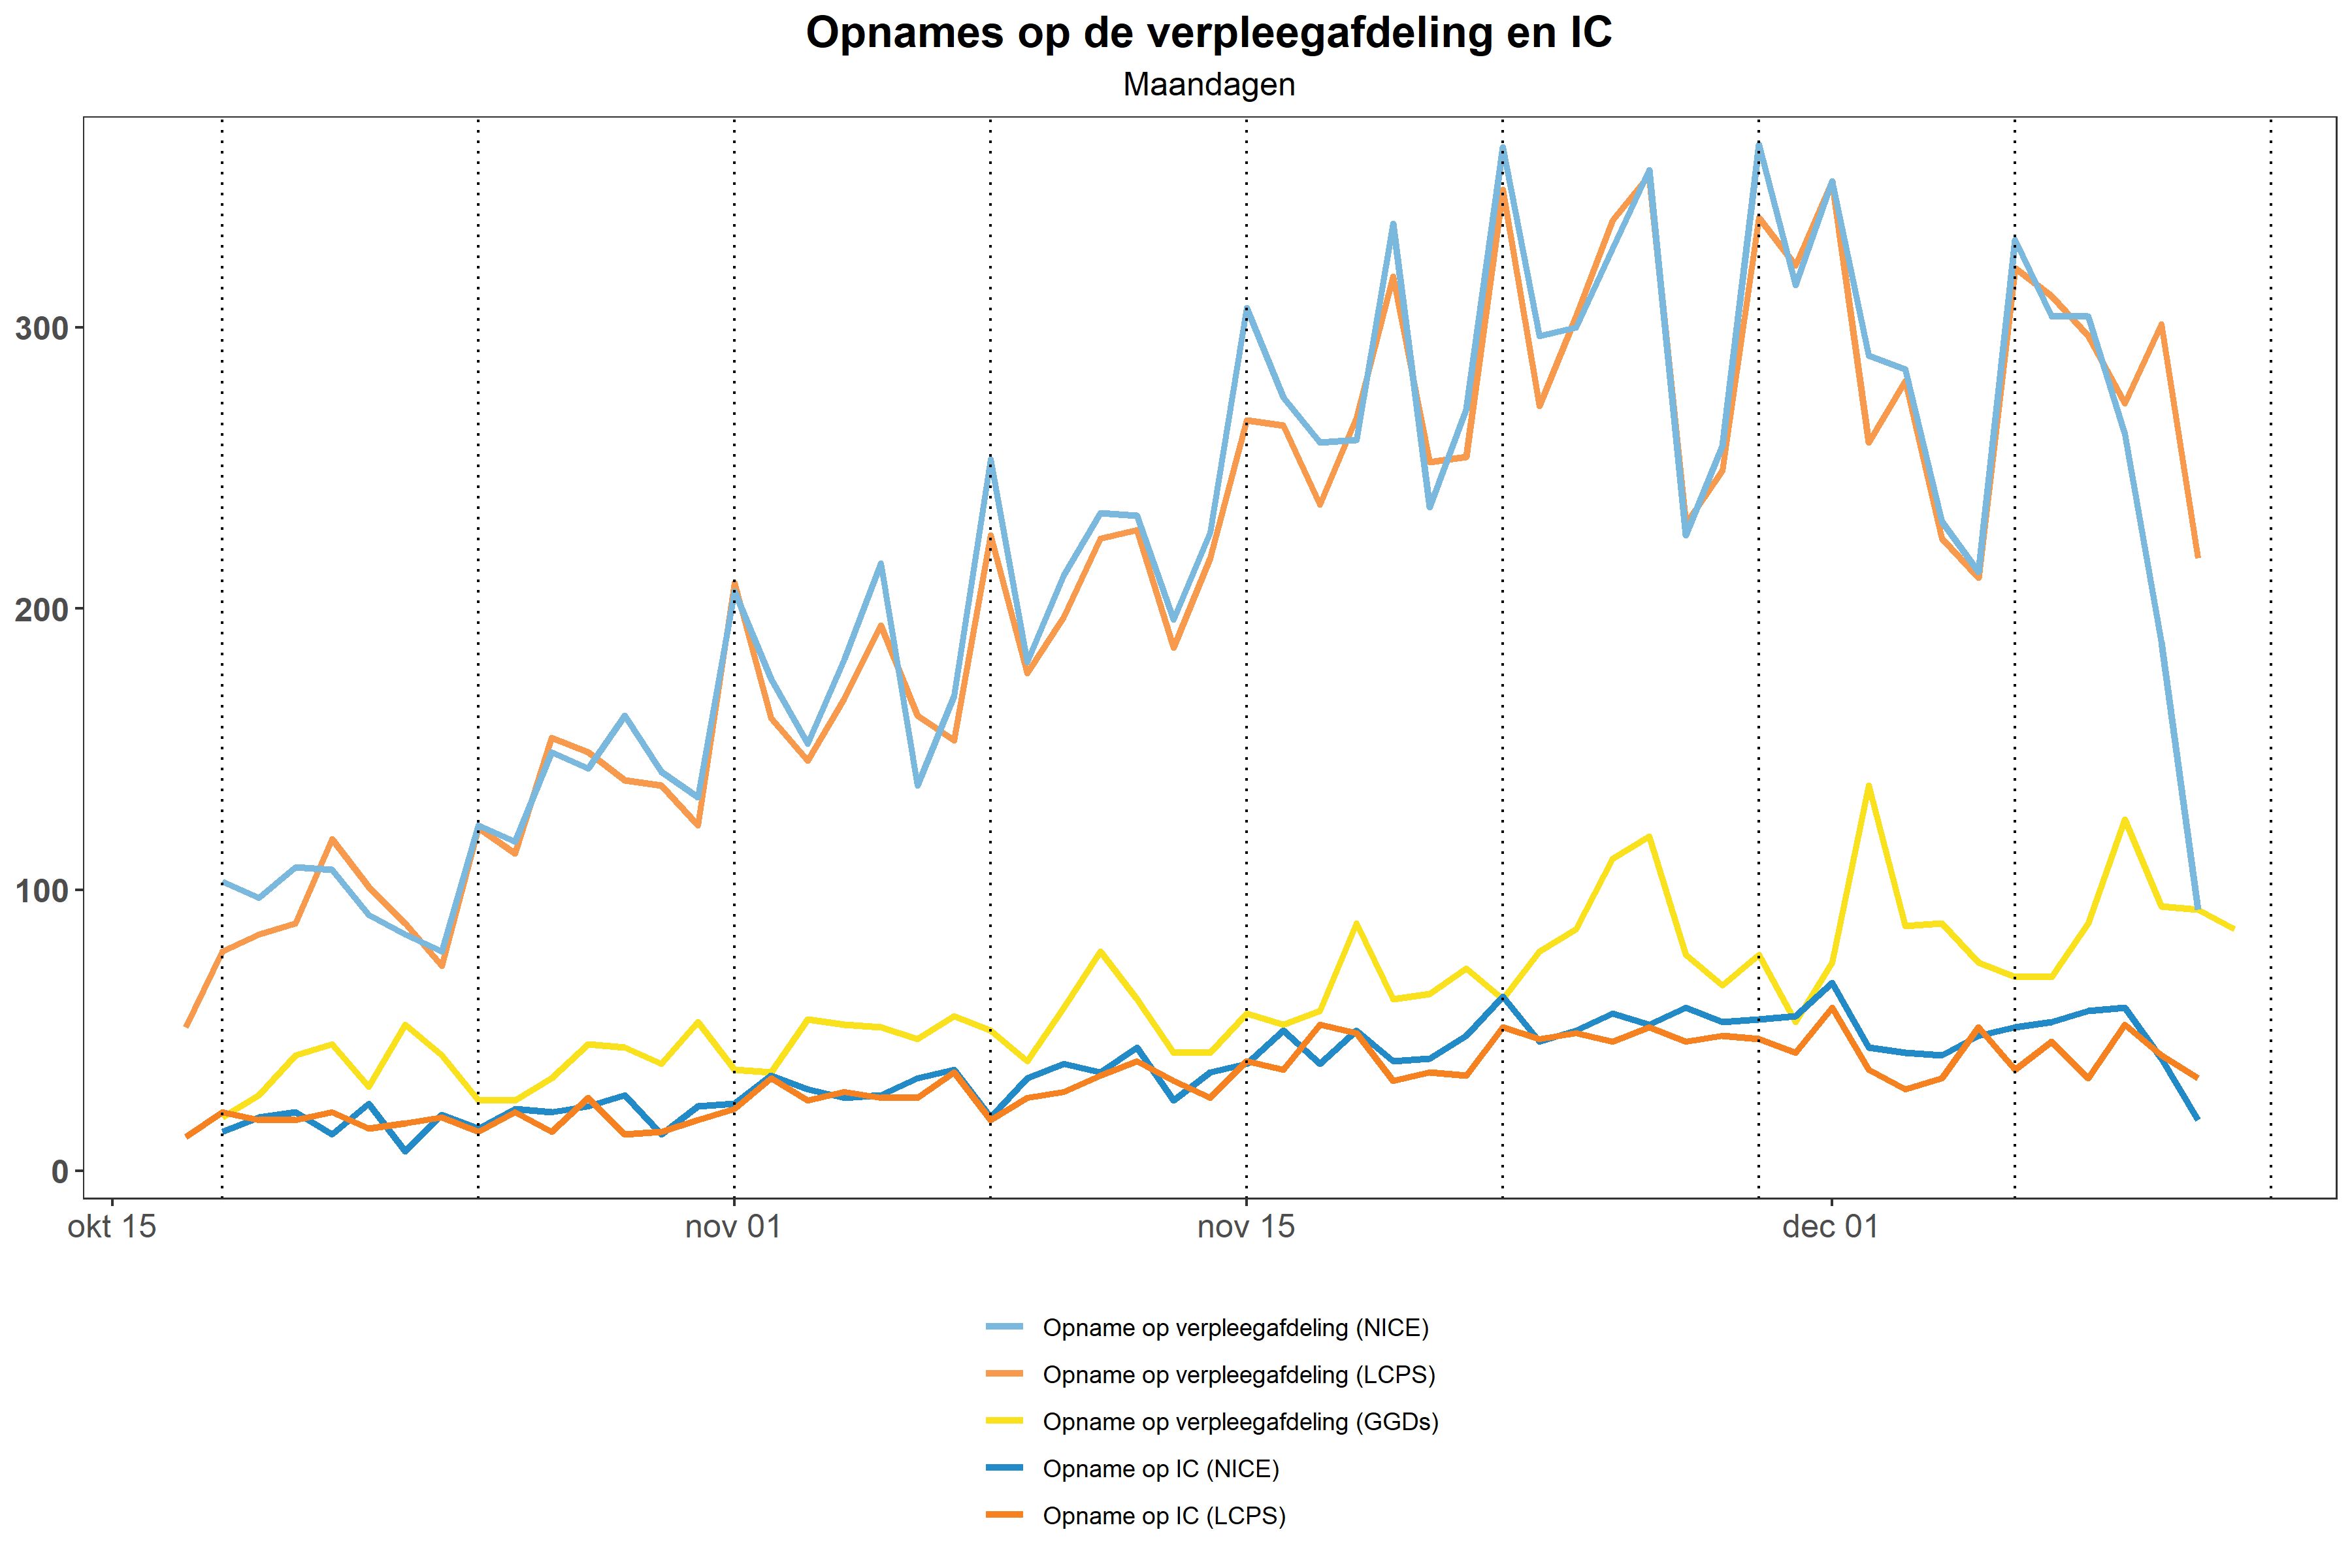 Opnames op de verpleegafdeling en IC
Maandagen
300
200
100
0
okt 15
nov 01
nov 15
dec 01
Opname op verpleegafdeling (NICE)
Opname op verpleegafdeling (LCPS)
Opname op verpleegafdeling (GGDs)
Opname op IC (NICE)
Opname op IC (LCPS)